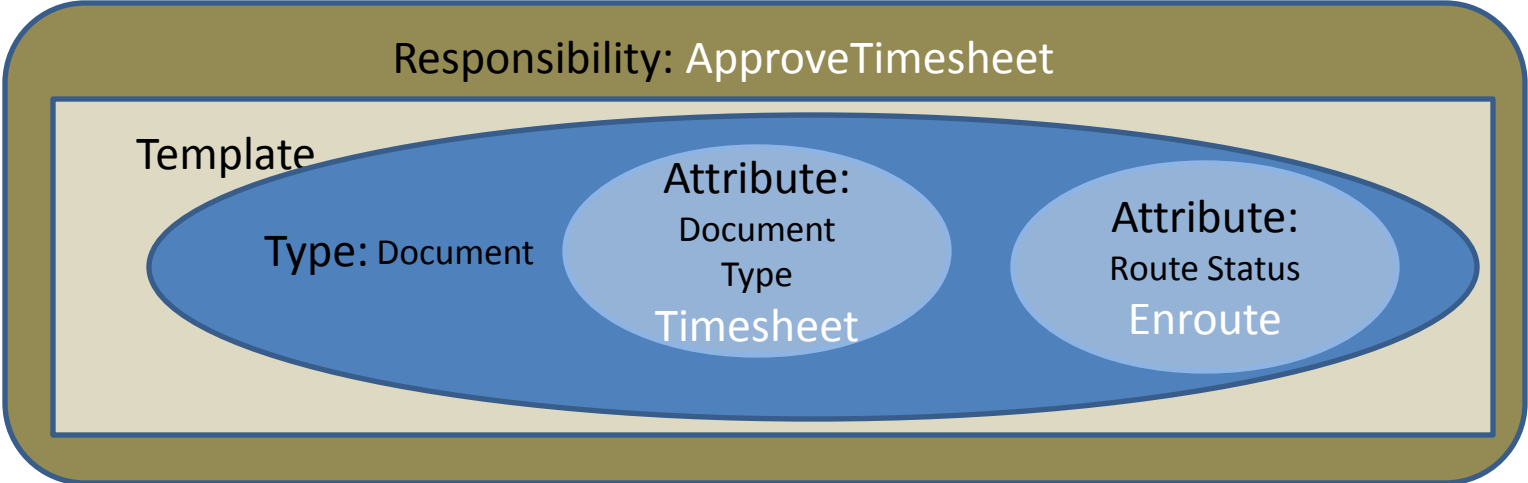 Responsibility: ApproveTimesheet
Template
Type: Document
Attribute:
Document
Type
Timesheet
Attribute:
Route Status
Enroute